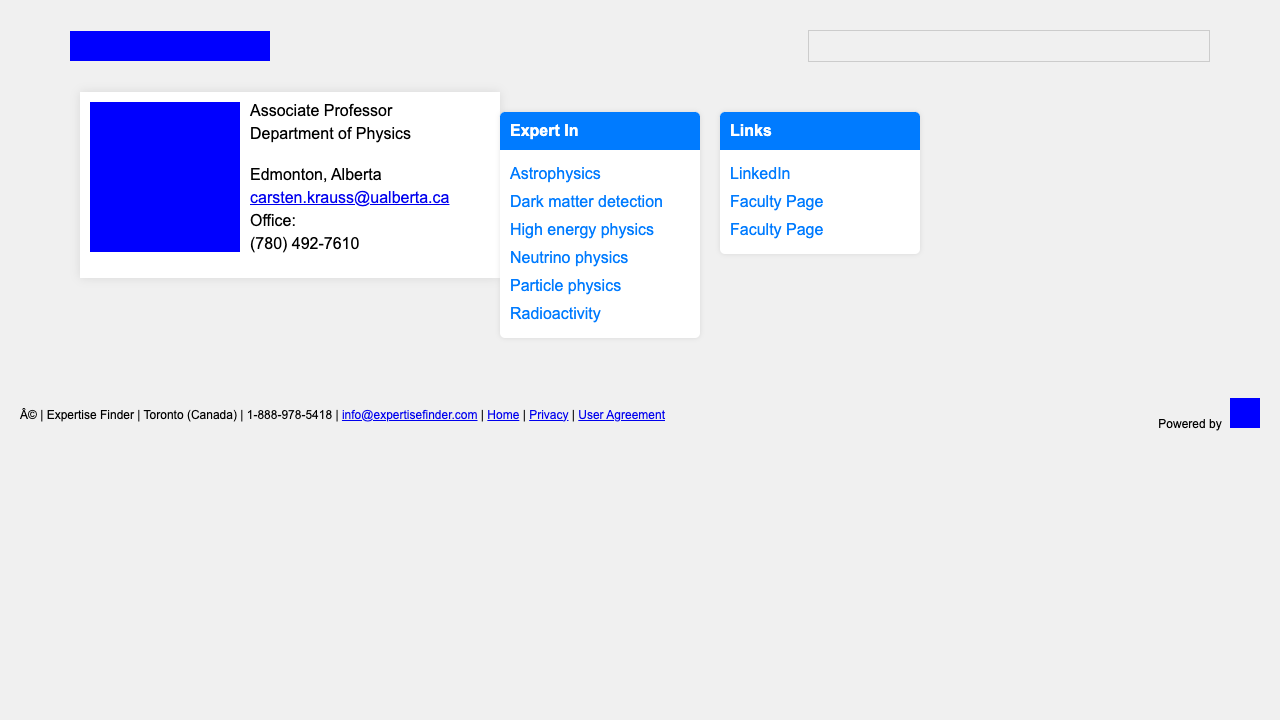 Associate Professor
Department of Physics
Edmonton, Alberta
carsten.krauss@ualberta.ca
Office:
(780) 492-7610
Expert In
Astrophysics
Dark matter detection
High energy physics
Neutrino physics
Particle physics
Radioactivity
Links
LinkedIn
Faculty Page
Faculty Page
Â© | Expertise Finder | Toronto (Canada) | 1-888-978-5418 | info@expertisefinder.com | Home | Privacy | User Agreement
Powered by